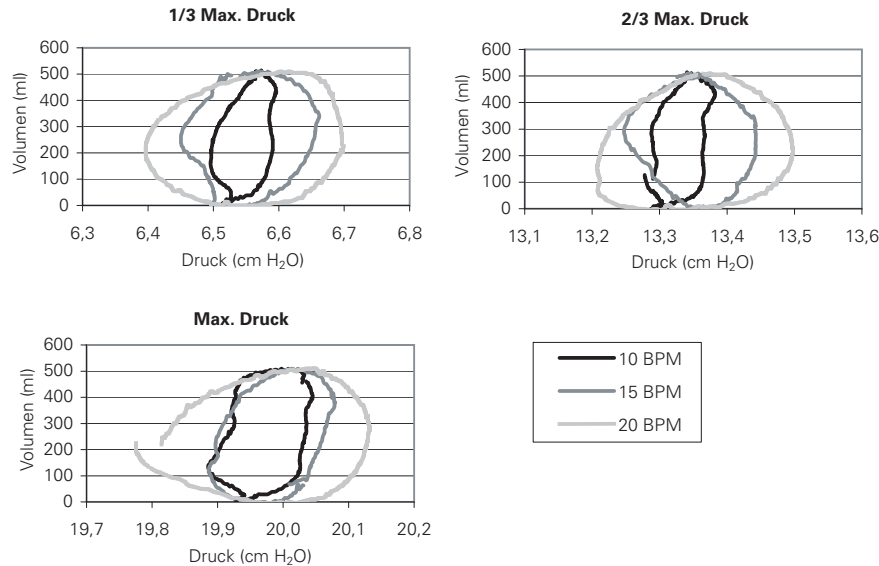 1/3 Max. Druck
600
500
400
300
200
100
0
Volumen (ml)
6,3 6,4 6,5 6,6 6,7 6,8
Druck (cm H₂O)
2/3 Max. Druck
600
500
400
300
200
100
0
Volumen (ml)
13,1 13,2 13,3 13,4 13,5 13,6
Druck (cm H₂O)
Max. Druck
600
500
400
300
200
100
0
Volumen (ml)
19,7 19,8 19,9 20,0 20,1 20,2
Druck (cm H₂O)
10 BPM
15 BPM
20 BPM